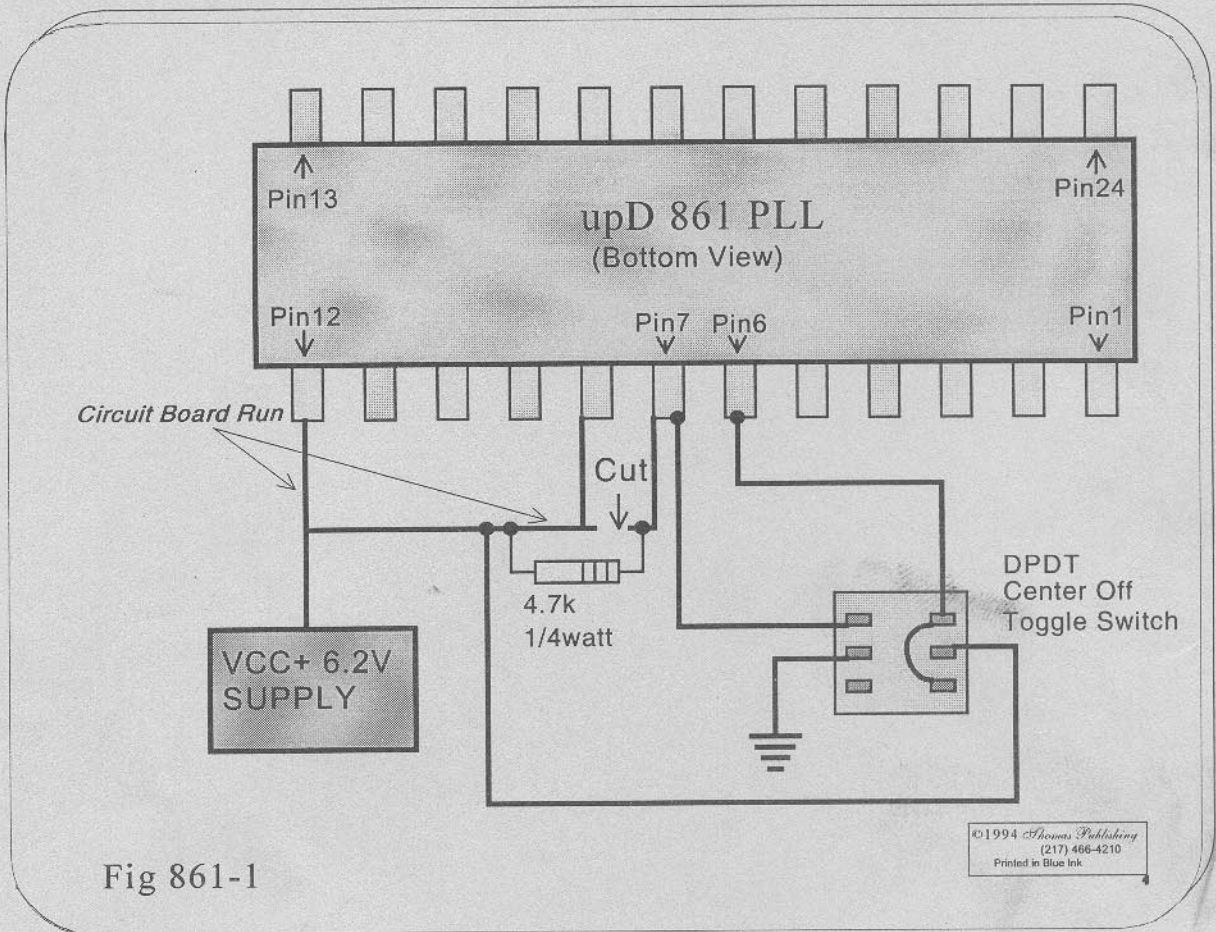 Pin13
Pin24
upD 861 PLL
(Bottom View)
Pin12
Pin7
Pin6
Pin1
Circuit Board Run
Cut
4.7k
1/4watt
DPDT
Center Off
Toggle Switch
VCC+ 6.2V
SUPPLY
©1994 Thomas Publishing
(217) 466-4210
Printed in Blue Ink
4
Fig 861-1